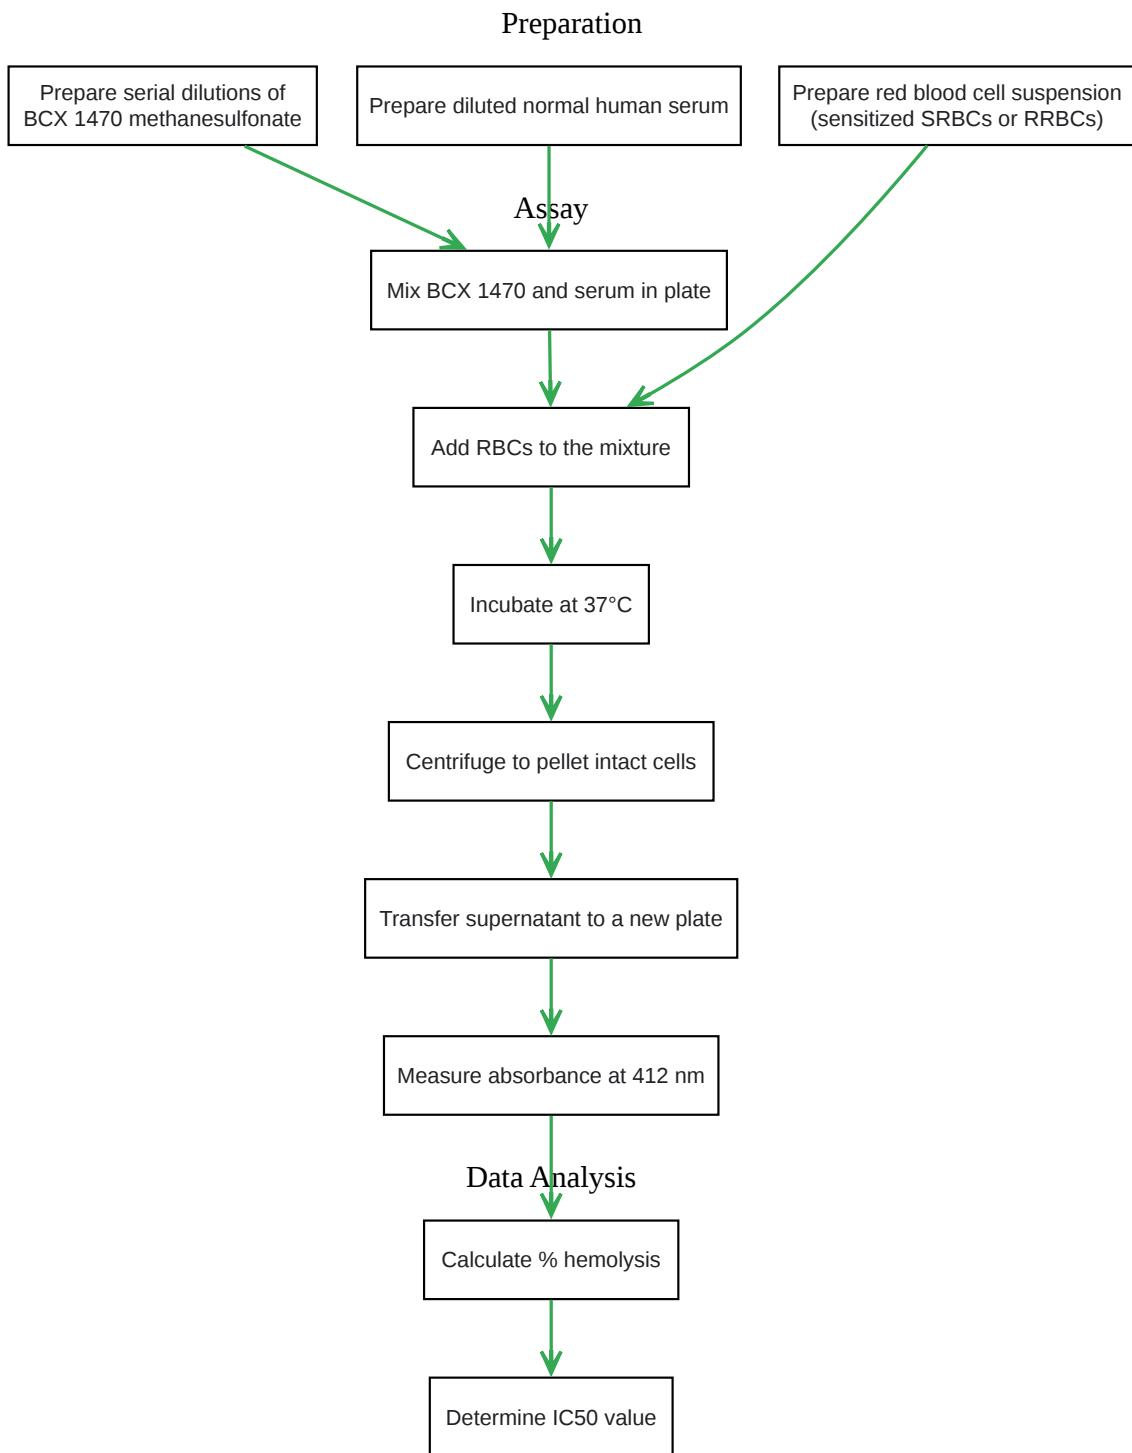 Preparation
Prepare serial dilutions of
BCX 1470 methanesulfonate
Prepare diluted normal human serum
Prepare red blood cell suspension
(sensitized SRBCs or RRBCs)
Assay
Mix BCX 1470 and serum in plate
Add RBCs to the mixture
Incubate at 37°C
Centrifuge to pellet intact cells
Transfer supernatant to a new plate
Measure absorbance at 412 nm
Data Analysis
Calculate % hemolysis
Determine IC50 value